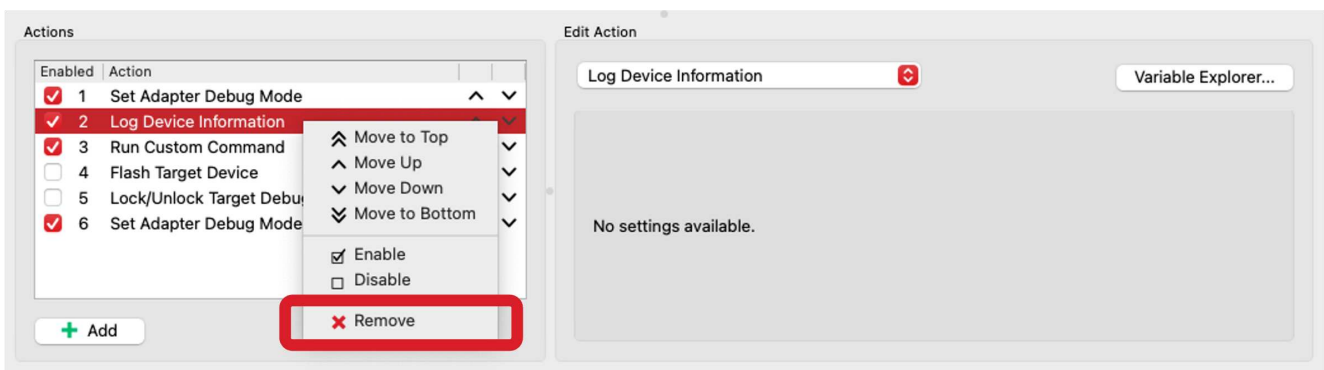 Actions
Enabled Action
1 Set Adapter Debug Mode
2 Log Device Information
3 Run Custom Command
4 Flash Target Device
5 Lock/Unlock Target Debu
6 Set Adapter Debug Mode
Move to Top
Move Up
Move Down
Move to Bottom
Enable
Disable
Remove
Add
Edit Action
Log Device Information
Variable Explorer...
No settings available.